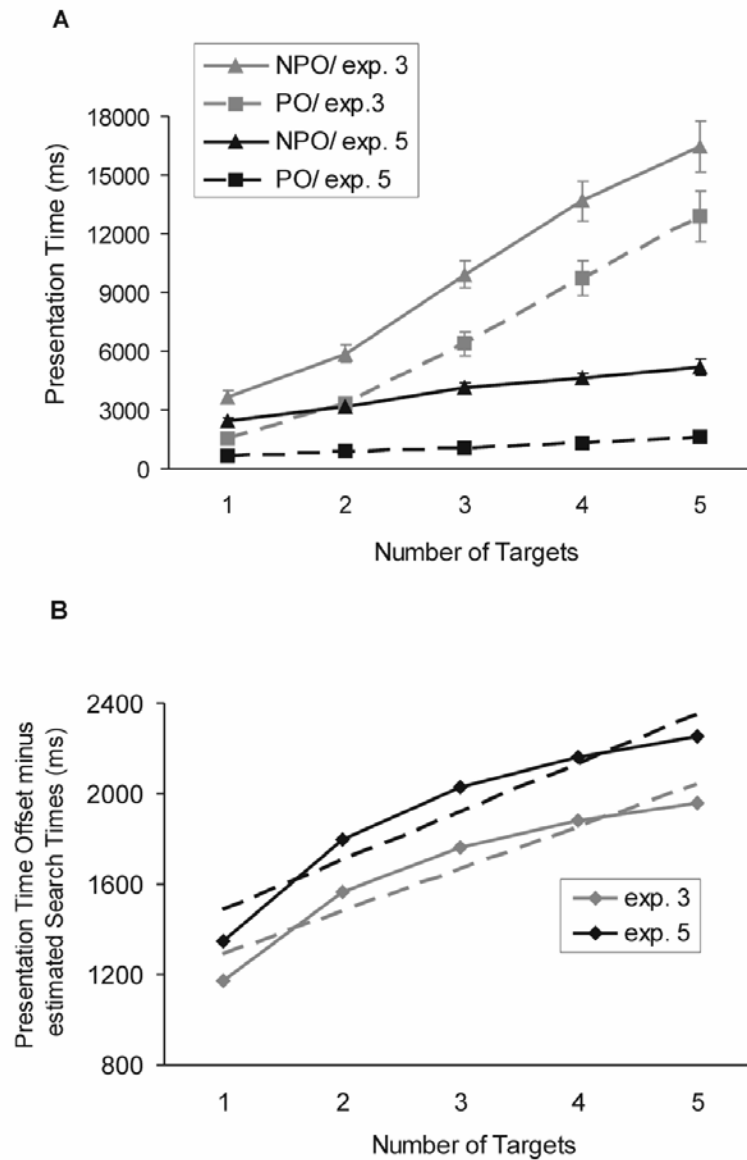 A
NPO/ exp. 3
PO/ exp.3
NPO/ exp. 5
PO/ exp. 5
18000
15000
12000
9000
6000
3000
0
Presentation Time (ms)
1 2 3 4 5
Number of Targets
B
2400
2000
1600
1200
800
Presentation Time Offset minus
estimated Search Times (ms)
exp. 3
exp. 5
1 2 3 4 5
Number of Targets